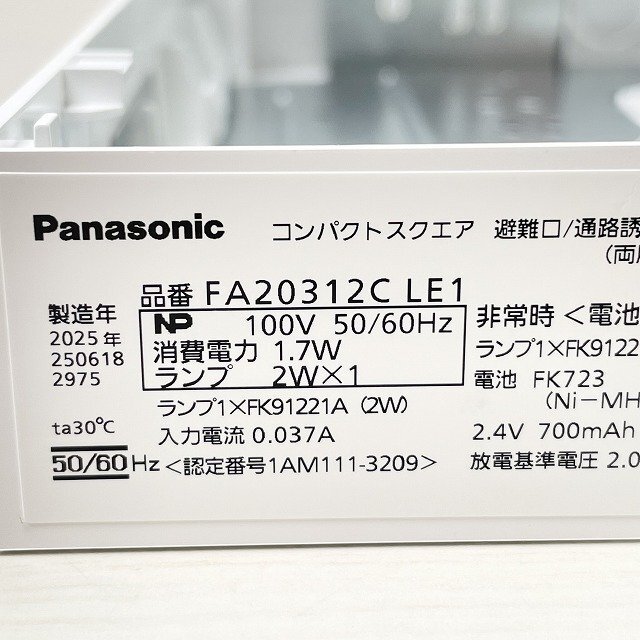 Panasonic コンパクトスクエア 避難口/通路誘
(両
品番 FA20312C LE1
製造年
2025年
250618
2975
NP 100V 50/60Hz
消費電力 1.7W
ランプ 2W×1
ランプ1×FK91221A (2W)
入力電流 0.037A
ta30℃
50/60 Hz <認定番号1AM111-3209>
非常時 <電池
ランプ1×FK9122
電池 FK723
(Ni-MH
2.4V 700mAh
放電基準電圧 2.0